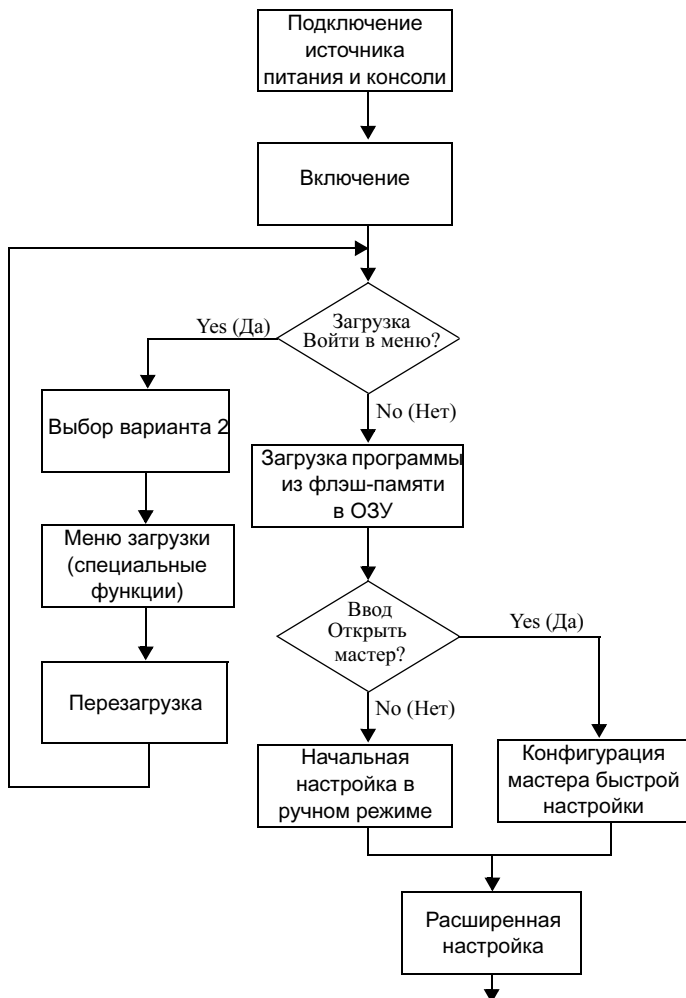 Подключение
источника
питания и консоли
Включение
Загрузка
Войти в меню?
Yes (Да)
No (Нет)
Выбор варианта 2
Загрузка программы
из флэш-памяти
в ОЗУ
Меню загрузки
(специальные
функции)
Ввод
Открыть
мастер?
Yes (Да)
No (Нет)
Перезагрузка
Начальная
настройка в
ручном режиме
Конфигурация
мастера быстрой
настройки
Расширенная
настройка